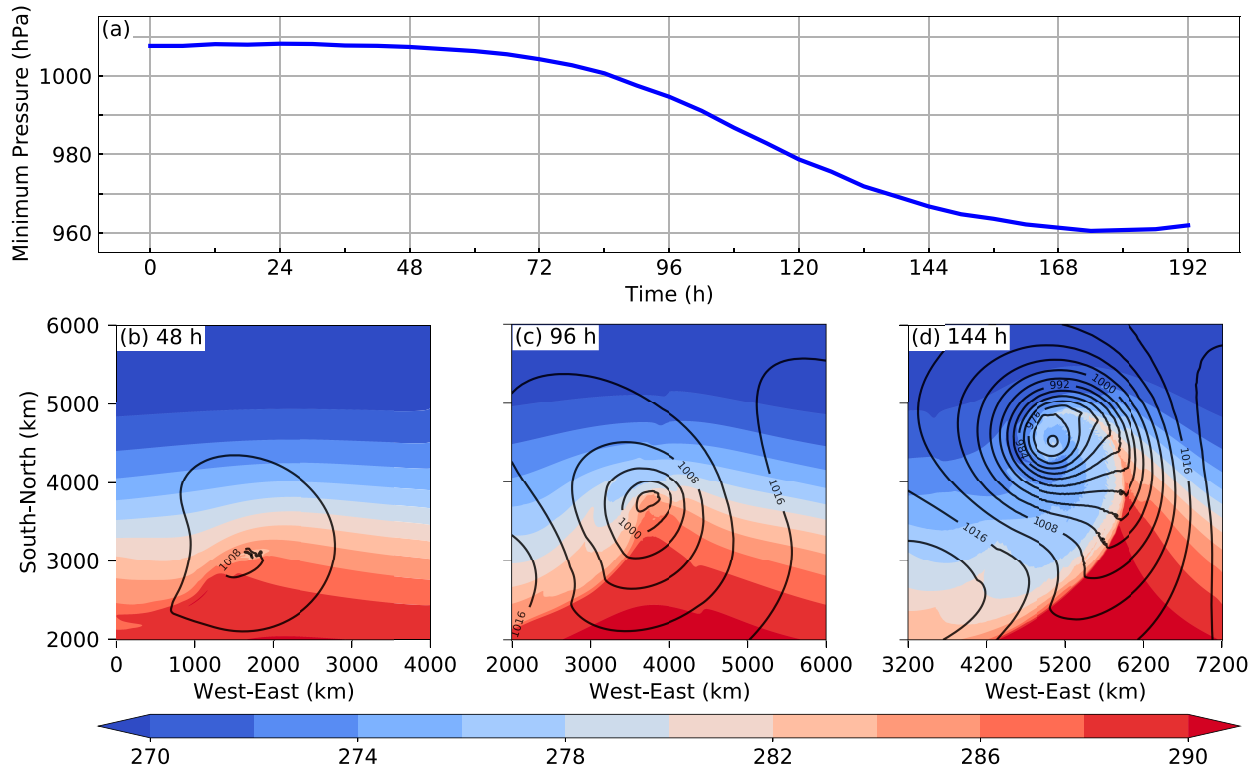 (a)
Minimum Pressure (hPa)
1000
980
960
0 24 48 72 96 120 144 168 192
Time (h)
(b) 48 h
(c) 96 h
(d) 144 h
South-North (km)
6000
5000
4000
3000
2000
1008
1008
1000
1016
1016
992
1000
976
984
1008
1016
1016
0 1000 2000 3000 4000
2000 3000 4000 5000 6000
3200 4200 5200 6200 7200
West-East (km)
West-East (km)
West-East (km)
270 274 278 282 286 290